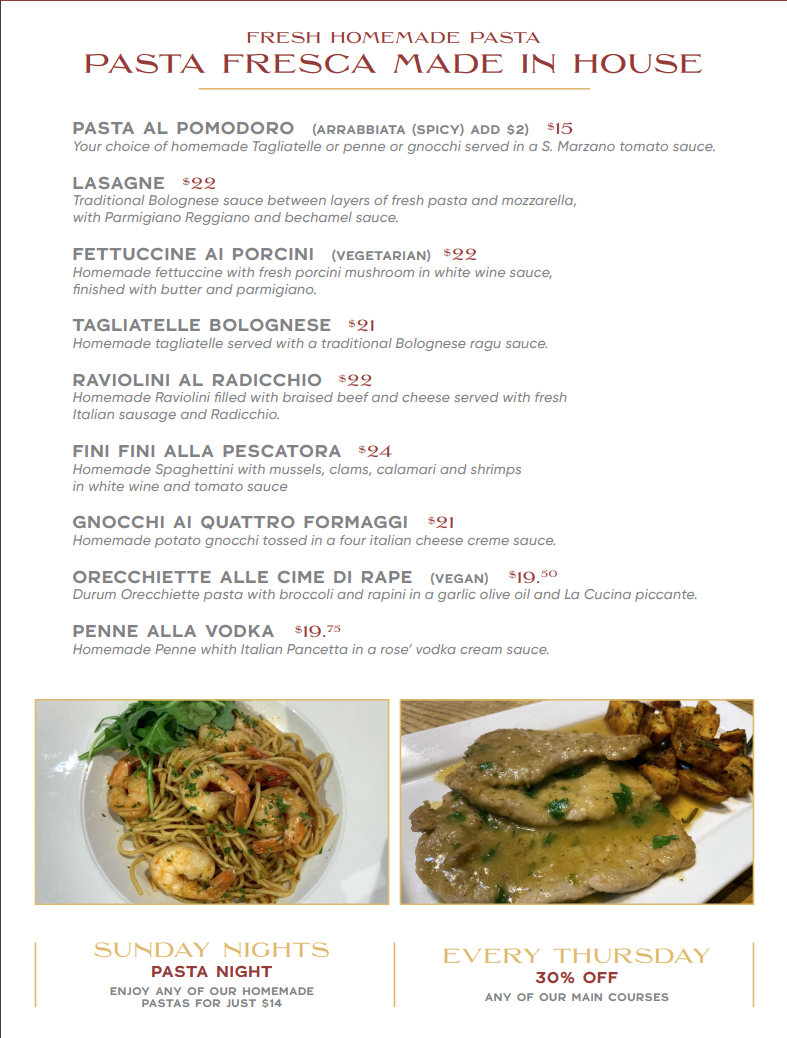 FRESH HOMEMADE PASTA
PASTA FRESCA MADE IN HOUSE
PASTA AL POMODORO (ARRABBIATA (SPICY) ADD $2) $15
Your choice of homemade Tagliatelle or penne or gnocchi served in a S. Marzano tomato sauce.
LASAGNE $22
Traditional Bolognese sauce between layers of fresh pasta and mozzarella,
with Parmigiano Reggiano and bechamel sauce.
FETTUCCINE AI PORCINI (VEGETARIAN) $22
Homemade fettuccine with fresh porcini mushroom in white wine sauce,
finished with butter and parmigiano.
TAGLIATELLE BOLOGNESE $21
Homemade tagliatelle served with a traditional Bolognese ragu sauce.
RAVIOLINI AL RADICCHIO $22
Homemade Raviolini filled with braised beef and cheese served with fresh
Italian sausage and Radicchio.
FINI FINI ALLA PESCATORA $24
Homemade Spaghettini with mussels, clams, calamari and shrimps
in white wine and tomato sauce
GNOCCHI AI QUATTRO FORMAGGI $21
Homemade potato gnocchi tossed in a four italian cheese creme sauce.
ORECCHIETTE ALLE CIME DI RAPE (VEGAN) $19.50
Durum Orecchiette pasta with broccoli and rapini in a garlic olive oil and La Cucina piccante.
PENNE ALLA VODKA $19.75
Homemade Penne whith Italian Pancetta in a rose' vodka cream sauce.
SUNDAY NIGHTS
PASTA NIGHT
ENJOY ANY OF OUR HOMEMADE
PASTAS FOR JUST $14
EVERY THURSDAY
30% OFF
ANY OF OUR MAIN COURSES